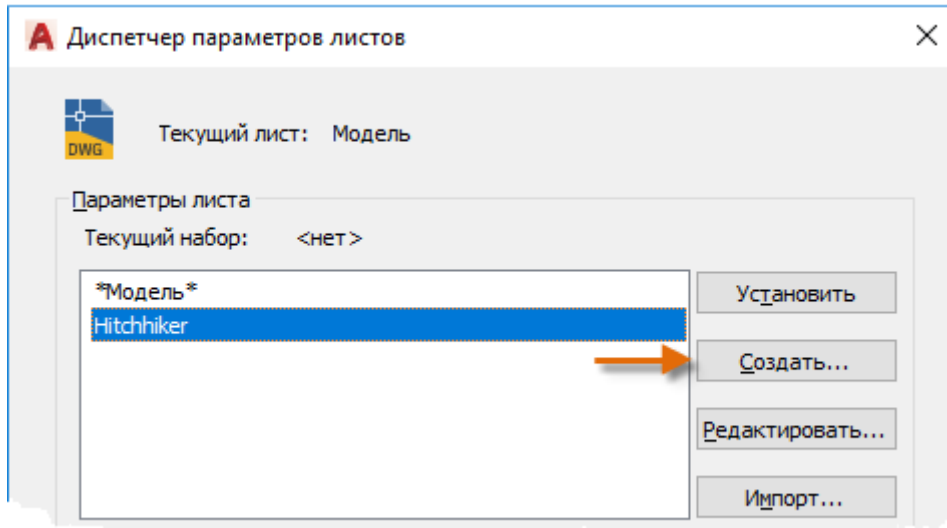 Диспетчер параметров листов
DWG
Текущий лист: Модель
Параметры листа
Текущий набор: <нет>
*Модель*
Hitchhiker
Установить
Создать...
Редактировать...
Импорт...